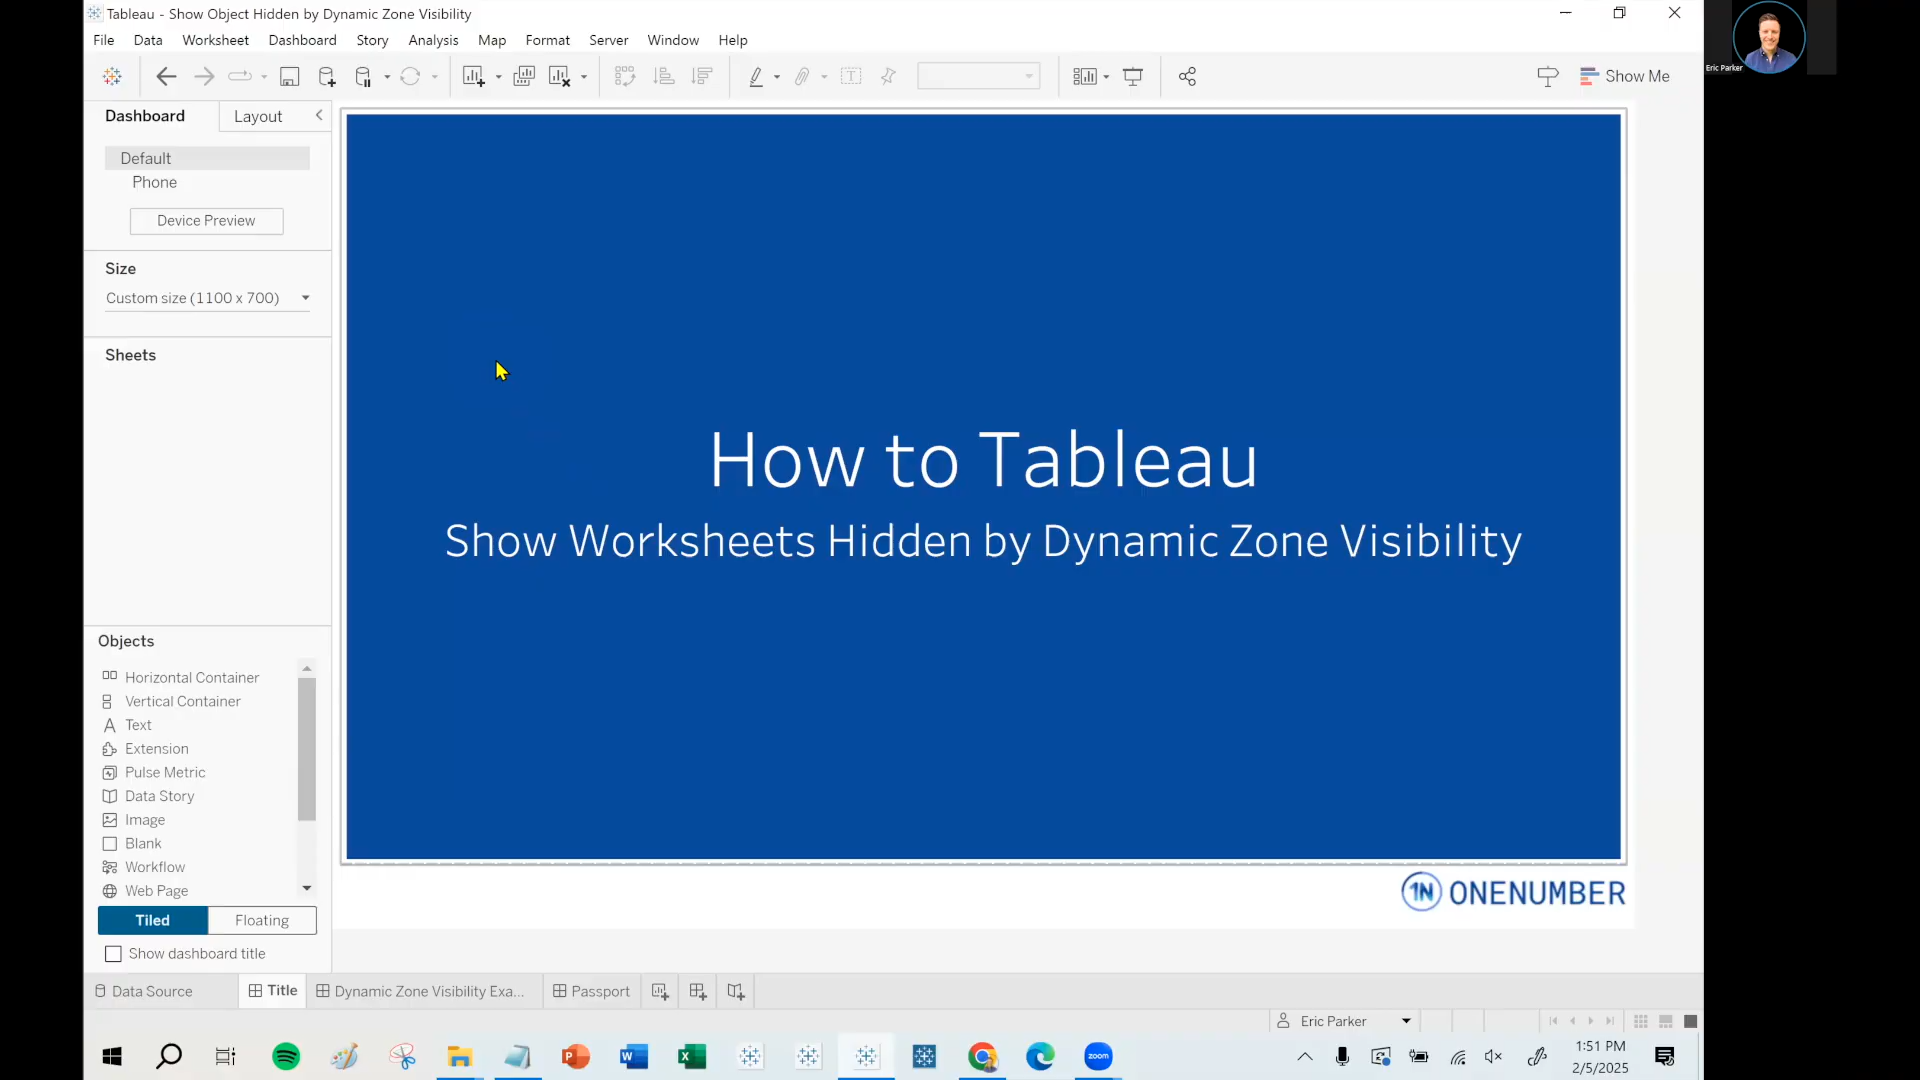 Tableau - Show Object Hidden by Dynamic Zone Visibility
Eric Parker
File Data Worksheet Dashboard Story Analysis Map Format Server Window Help
Show Me
Dashboard Layout
Default
Phone
Device Preview
Size
Custom size (1100 x 700)
Sheets
How to Tableau
Show Worksheets Hidden by Dynamic Zone Visibility
Objects
Horizontal Container
Vertical Container
Text
Extension
Pulse Metric
Data Story
Image
Blank
Workflow
Web Page
1N ONENUMBER
Tiled Floating
Show dashboard title
Data Source Title Dynamic Zone Visibility Exa... Passport
Eric Parker
zoom
1:51 PM
2/5/2025